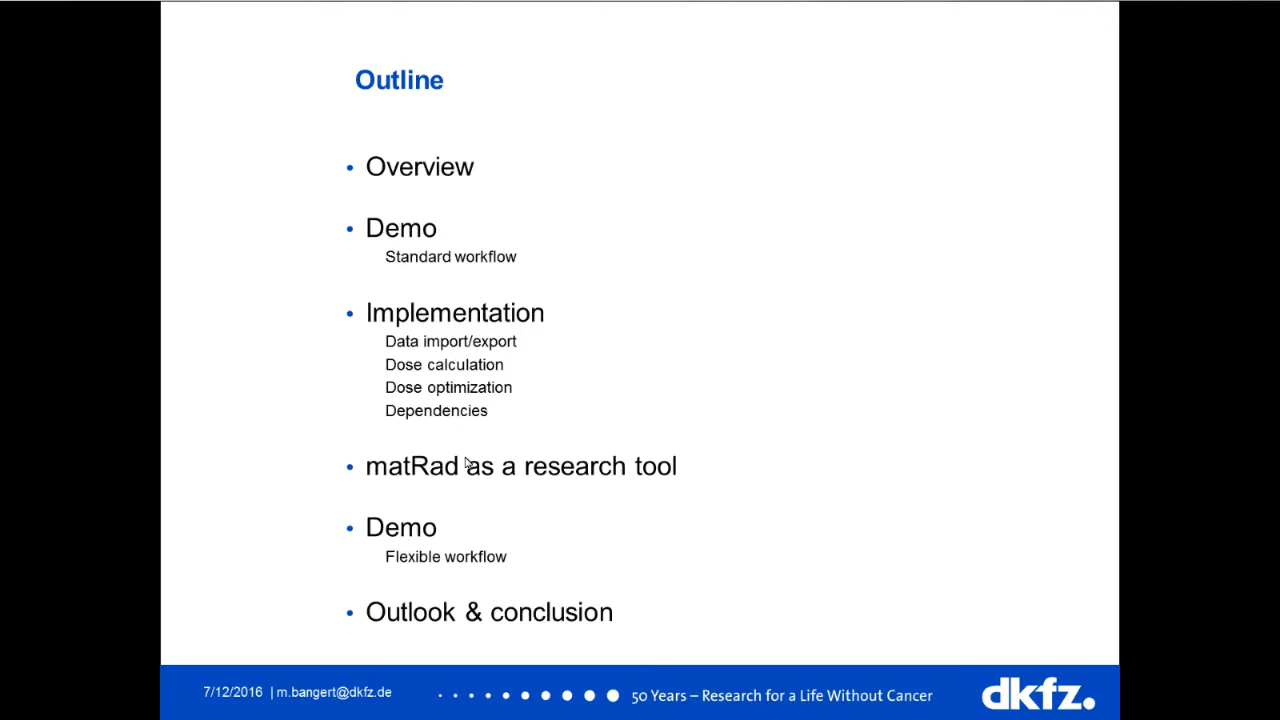 Outline
• Overview
• Demo
Standard workflow
• Implementation
Data import/export
Dose calculation
Dose optimization
Dependencies
• matRad as a research tool
• Demo
Flexible workflow
• Outlook & conclusion
7/12/2016 | m.bangert@dkfz.de
50 Years – Research for a Life Without Cancer
dkfz.